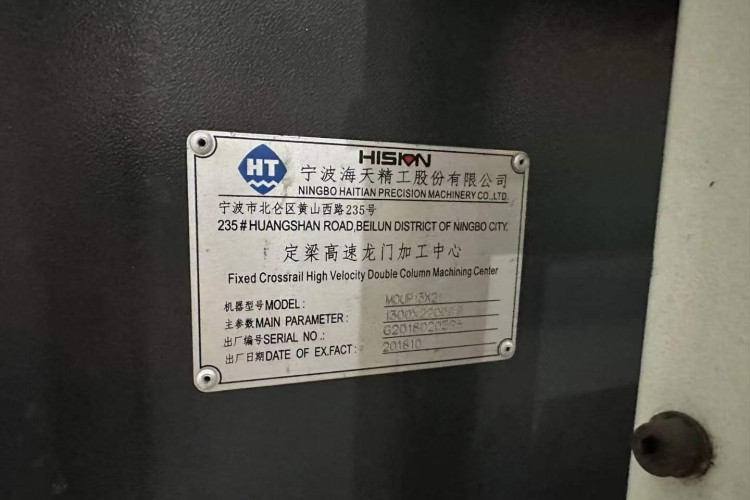 HT
HISION
宁波海天精工股份有限公司
NINGBO HAITIAN PRECISION MACHINERY CO.,LTD.
宁波市北仑区黄山西路235号
235#HUANGSHAN ROAD,BEILUN DISTRICT OF NINGBO CITY.
定梁高速龙门加工中心
Fixed Crossrail High Velocity Double Column Machining Center
机器型号MODEL:
主参数MAIN PARAMETER:
出厂编号SERIAL NO.:
出厂日期DATE OF EX.FACT: 201810